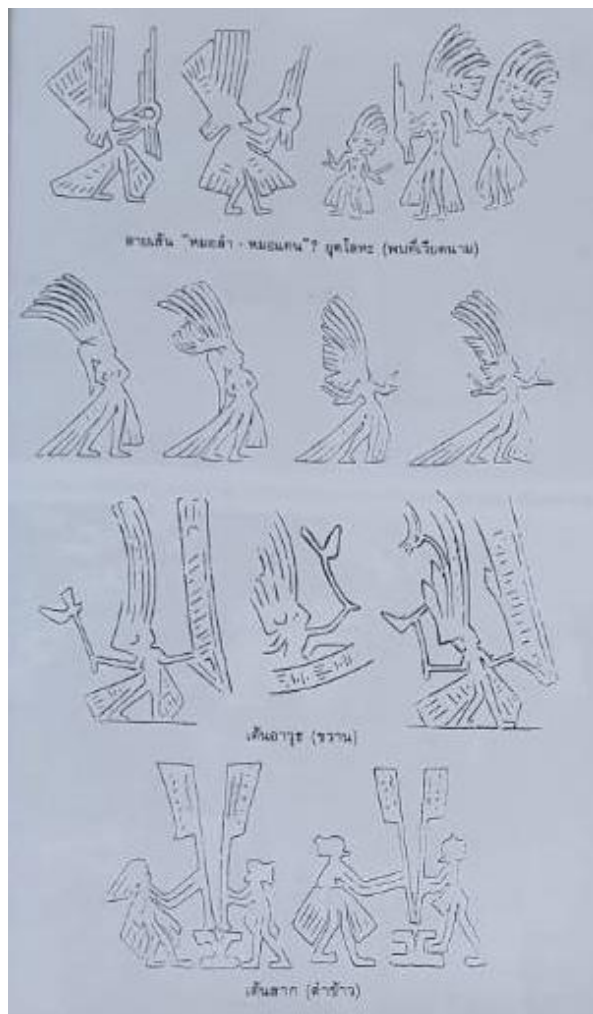 ลายเส้น "หมอลำ - หมอแคน" ? ยุคโลหะ (พบที่เวียดนาม)
เต้นอาวุธ (ขวาน)
เต้นสาก (ตำข้าว)